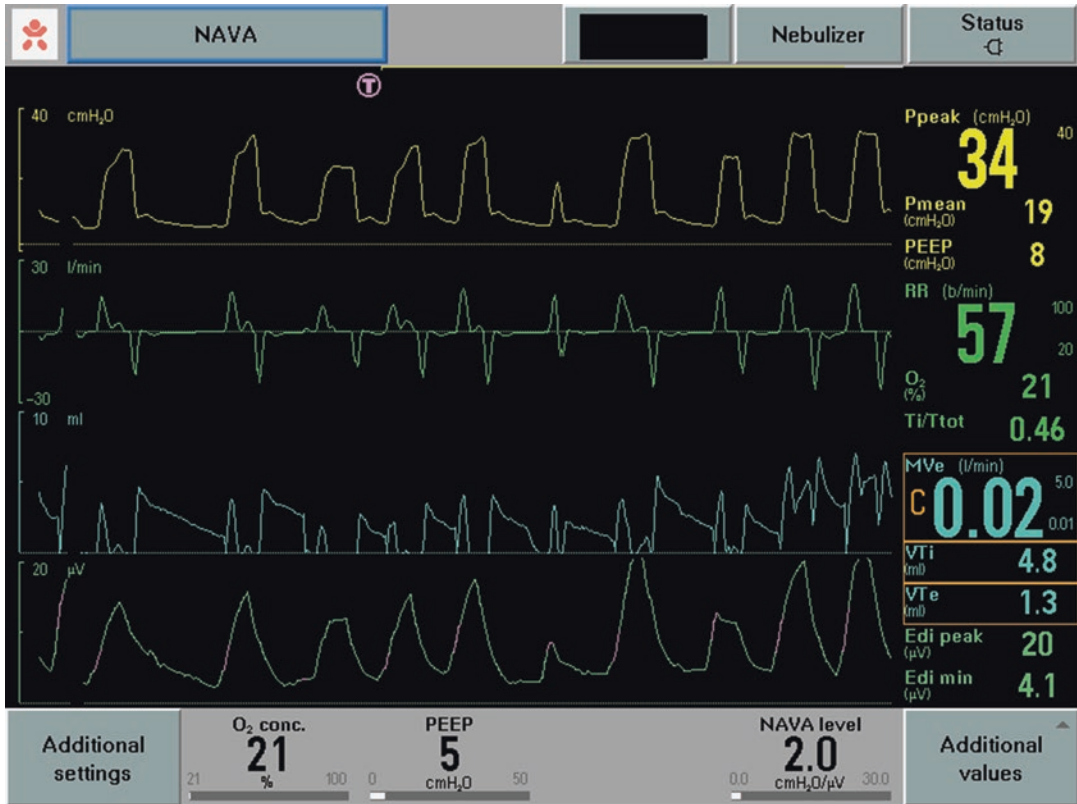 NAVA
Nebulizer
Status
T
40 cmH₂O
30 l/min
-30
10 ml
20 µV
Ppeak (cmH₂O)
40
34
Pmean 19
(cmH₂O)
PEEP 8
(cmH₂O)
RR (b/min)
100
57
20
O₂ 21
(%)
Ti/Ttot 0.46
MVe (l/min)
5.0
C 0.02
0.01
VTi 4.8
(ml)
VTe 1.3
(ml)
Edi peak 20
(µV)
Edi min 4.1
(µV)
Additional
settings
O₂ conc.
21
21 % 100
PEEP
5
0 cmH₂O 50
NAVA level
2.0
0.0 cmH₂O/µV 30.0
Additional
values